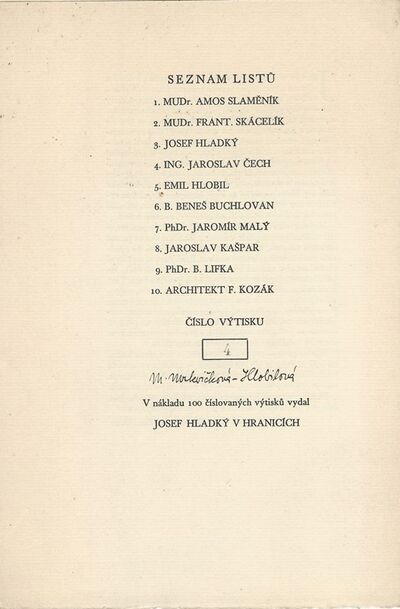 SEZNAM LISTŮ
1. MUDr. AMOS SLAMĚNÍK
2. MUDr. FRANT. SKÁCELÍK
3. JOSEF HLADKÝ
4. ING. JAROSLAV ČECH
5. EMIL HLOBIL
6. B. BENEŠ BUCHLOVAN
7. PhDr. JAROMÍR MALÝ
8. JAROSLAV KAŠPAR
9. PhDr. B. LIFKA
10. ARCHITEKT F. KOZÁK
ČÍSLO VÝTISKU
4
M. Mrkvičková-Hlobilová
V nákladu 100 číslovaných výtisků vydal
JOSEF HLADKÝ V HRANICÍCH